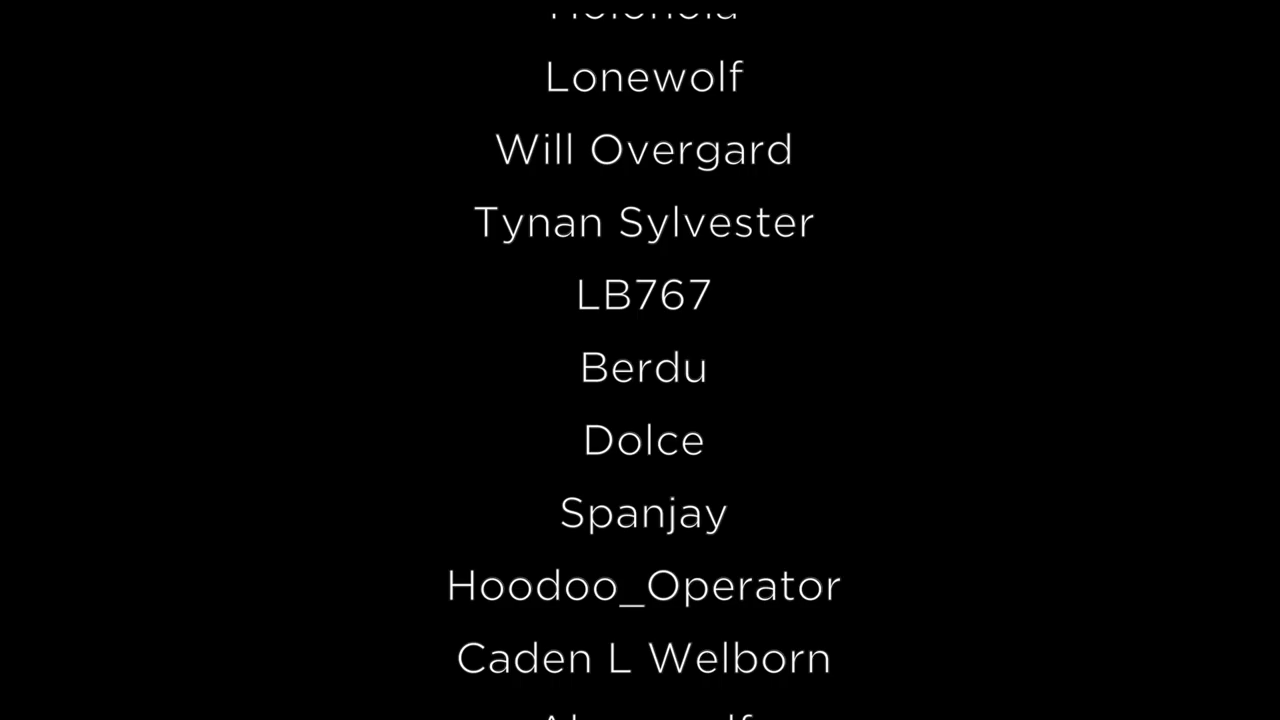 Lonewolf
Will Overgard
Tynan Sylvester
LB767
Berdu
Dolce
Spanjay
Hoodoo_Operator
Caden L Welborn